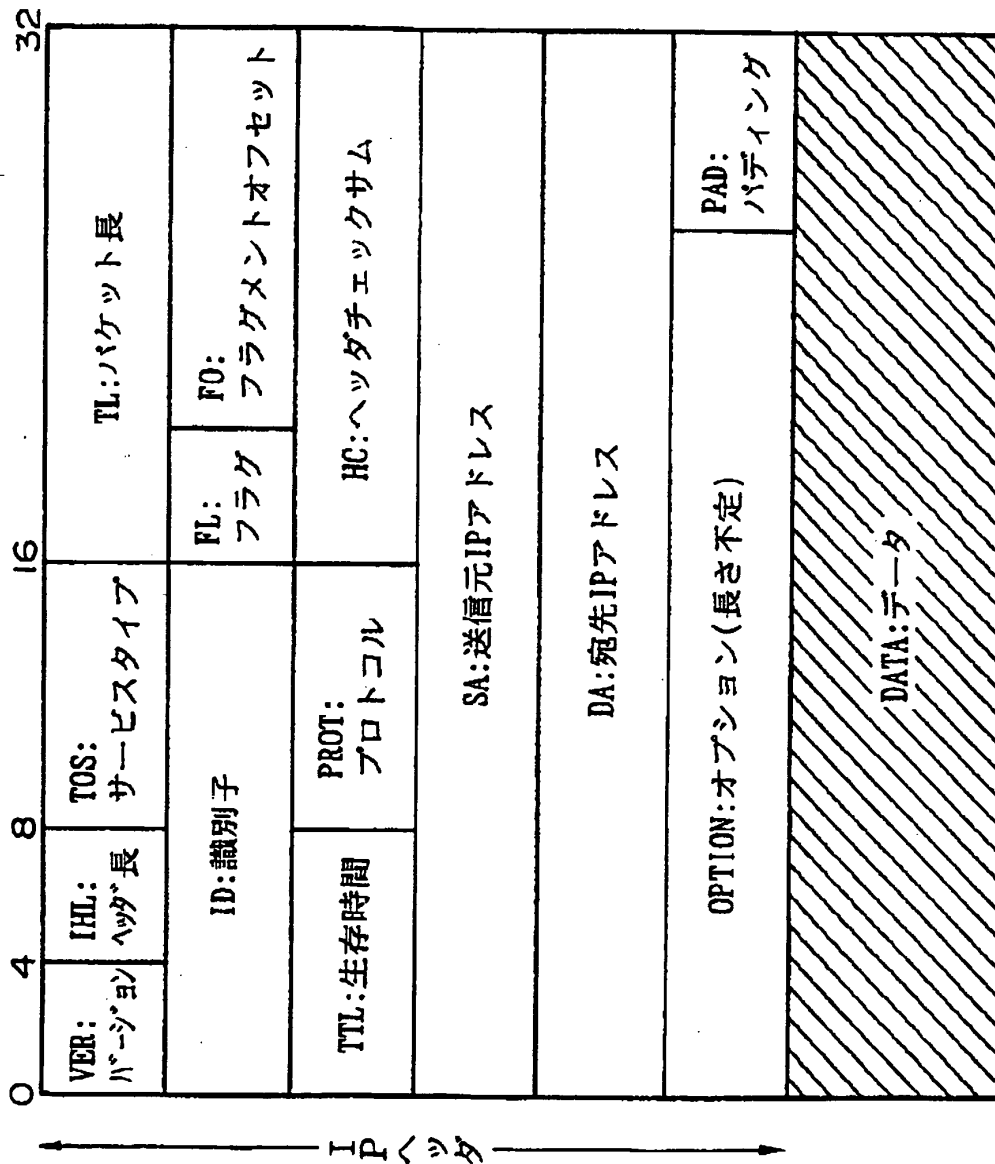 0 4 8 16 32
VER:
バージョン
IHL:
ヘッダ長
TOS:
サービスタイプ
TL:パケット長
ID:識別子
FL:
フラグ
FO:
フラグメントオフセット
TTL:生存時間
PROT:
プロトコル
HC:ヘッダチェックサム
SA:送信元IPアドレス
DA:宛先IPアドレス
OPTION:オプション(長さ不定)
PAD:
パディング
DATA:データ
IPヘッダ